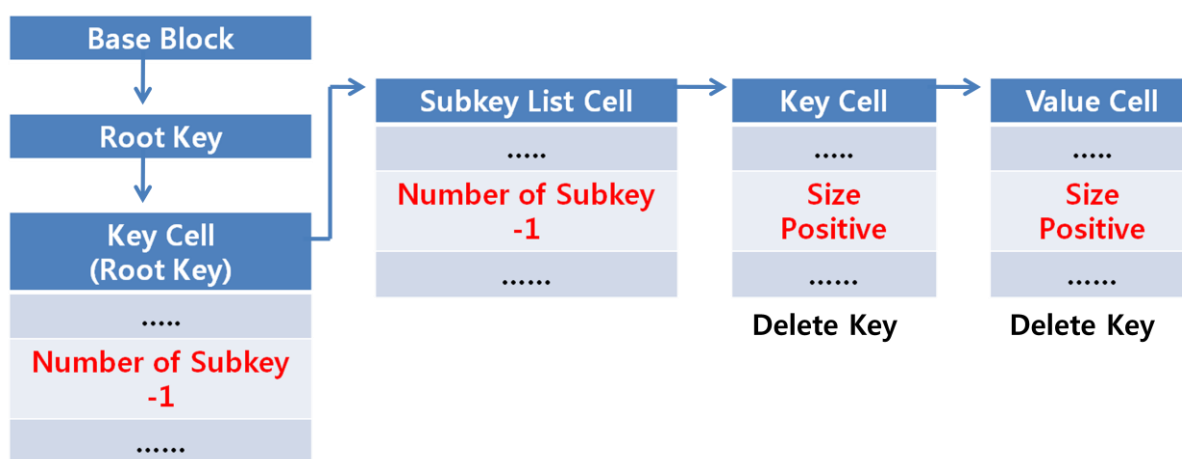 Base Block
Root Key
Key Cell
(Root Key)
.....
Number of Subkey
-1
......
Subkey List Cell
.....
Number of Subkey
-1
......
Key Cell
.....
Size
Positive
......
Delete Key
Value Cell
.....
Size
Positive
......
Delete Key